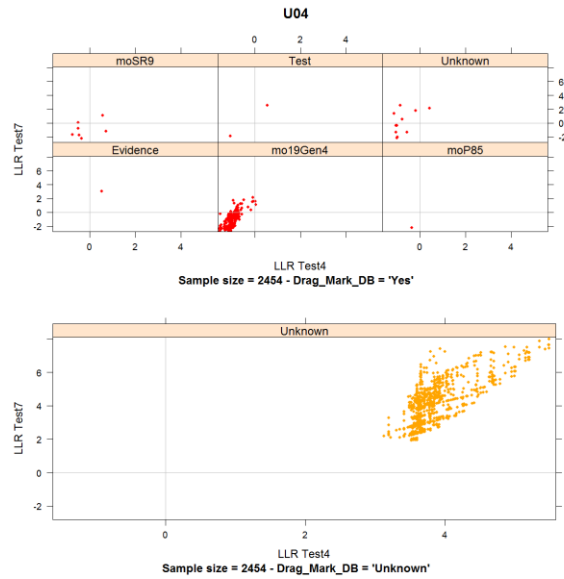 U04
0 2 4
moSR9 Test Unknown
8
6
4
2
0
-2
Evidence mo19Gen4 moP85
6
4
2
0
-2
LLR Test7
0 2 4 0 2 4
LLR Test4
Sample size = 2454 - Drag_Mark_DB = 'Yes'
Unknown
6
4
2
0
-2
LLR Test7
0 2 4
LLR Test4
Sample size = 2454 - Drag_Mark_DB = 'Unknown'